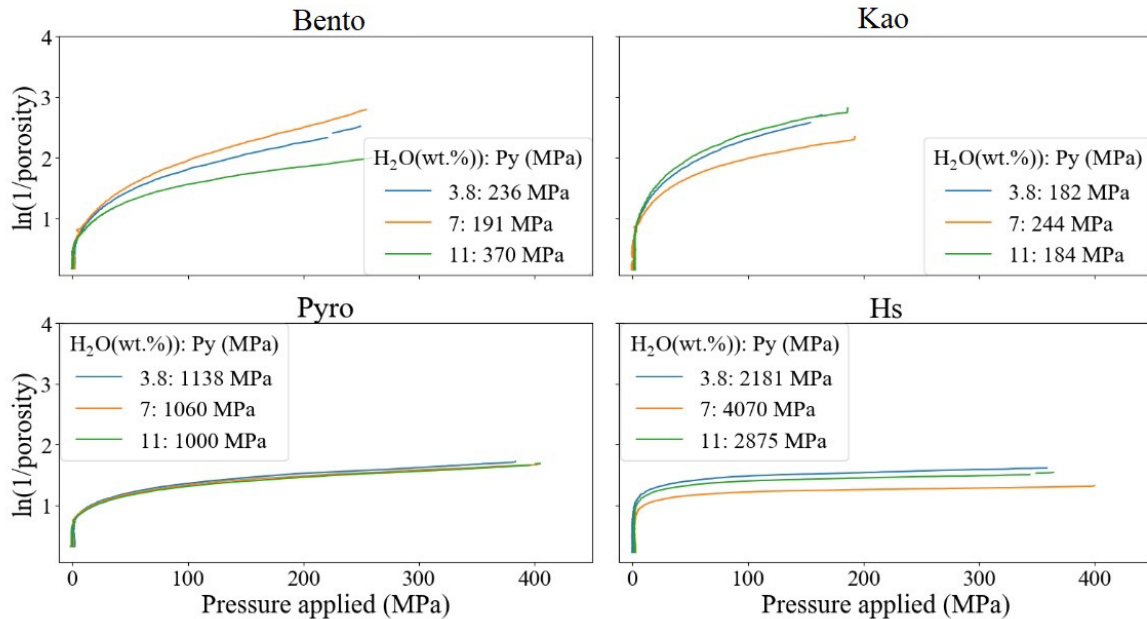 Bento
4
3
2
1
ln(1/porosity)
H₂O(wt.%)): Py (MPa)
3.8: 236 MPa
7: 191 MPa
11: 370 MPa
Kao
H₂O(wt.%)): Py (MPa)
3.8: 182 MPa
7: 244 MPa
11: 184 MPa
Pyro
4
3
2
1
ln(1/porosity)
H₂O(wt.%)): Py (MPa)
3.8: 1138 MPa
7: 1060 MPa
11: 1000 MPa
0 100 200 300 400
Pressure applied (MPa)
Hs
H₂O(wt.%)): Py (MPa)
3.8: 2181 MPa
7: 4070 MPa
11: 2875 MPa
0 100 200 300 400
Pressure applied (MPa)